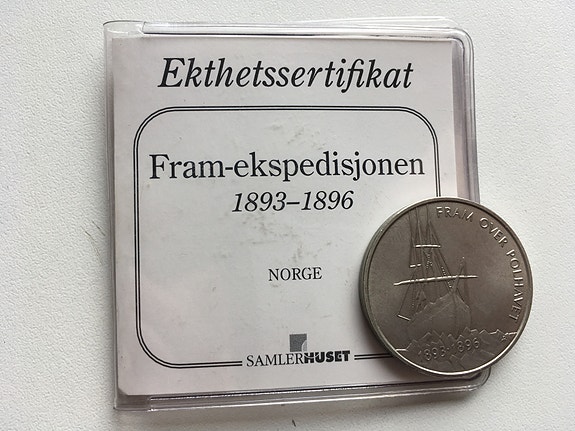 Ekthetssertifikat
Fram-ekspedisjonen
1893–1896
NORGE
SAMLERHUSET
FRAM OVER POLHAVET
1893-1896